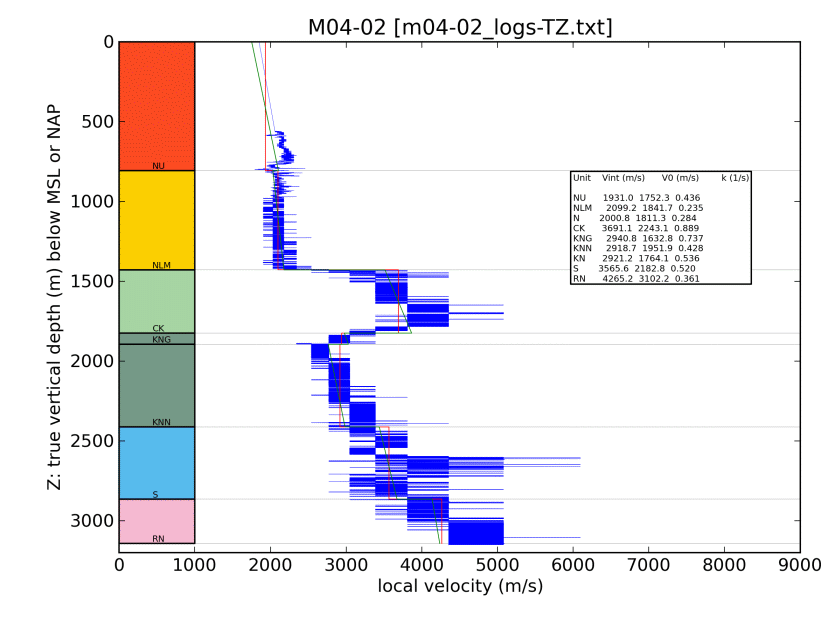 M04-02 [m04-02_logs-TZ.txt]
Z: true vertical depth (m) below MSL or NAP
0
500
1000
1500
2000
2500
3000
NU
NLM
CK
KNG
KNN
S
RN
Unit Vint (m/s) V0 (m/s) k (1/s)
NU 1931.0 1752.3 0.436
NLM 2099.2 1841.7 0.235
N 2000.8 1811.3 0.284
CK 3691.1 2243.1 0.889
KNG 2940.8 1632.8 0.737
KNN 2918.7 1951.9 0.428
KN 2921.2 1764.1 0.536
S 3565.6 2182.8 0.520
RN 4265.2 3102.2 0.361
0 1000 2000 3000 4000 5000 6000 7000 8000 9000
local velocity (m/s)